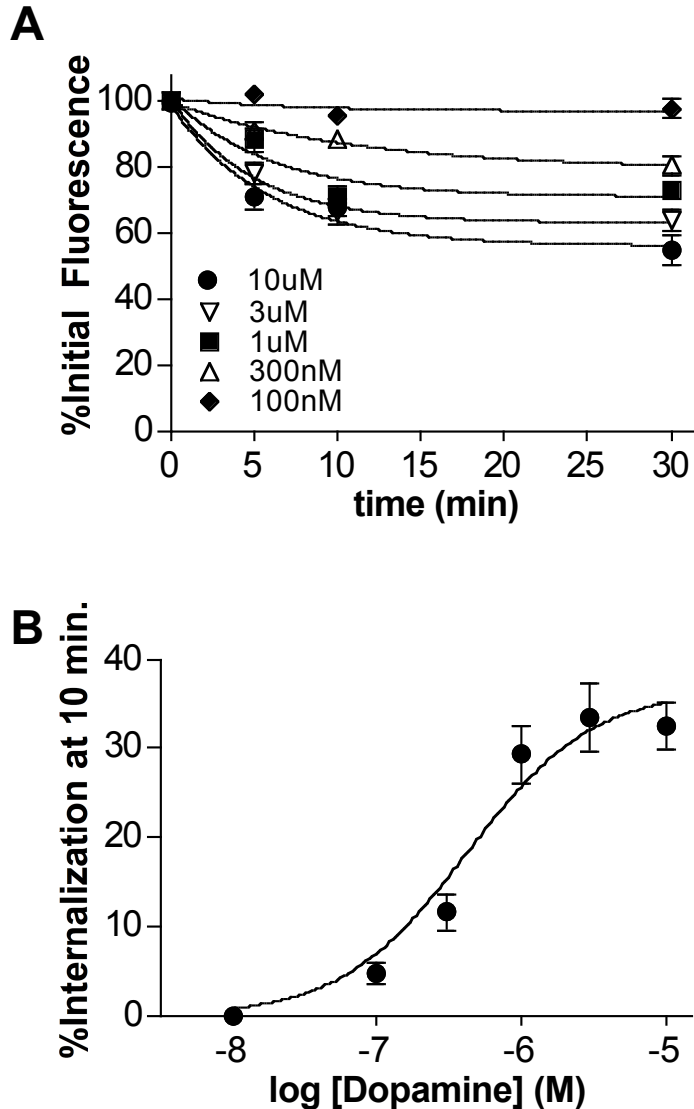 A
%Initial Fluorescence
100
80
60
40
20
0
10uM
3uM
1uM
300nM
100nM
0 5 10 15 20 25 30
time (min)
B
%Internalization at 10 min.
40
30
20
10
0
-8 -7 -6 -5
log [Dopamine] (M)